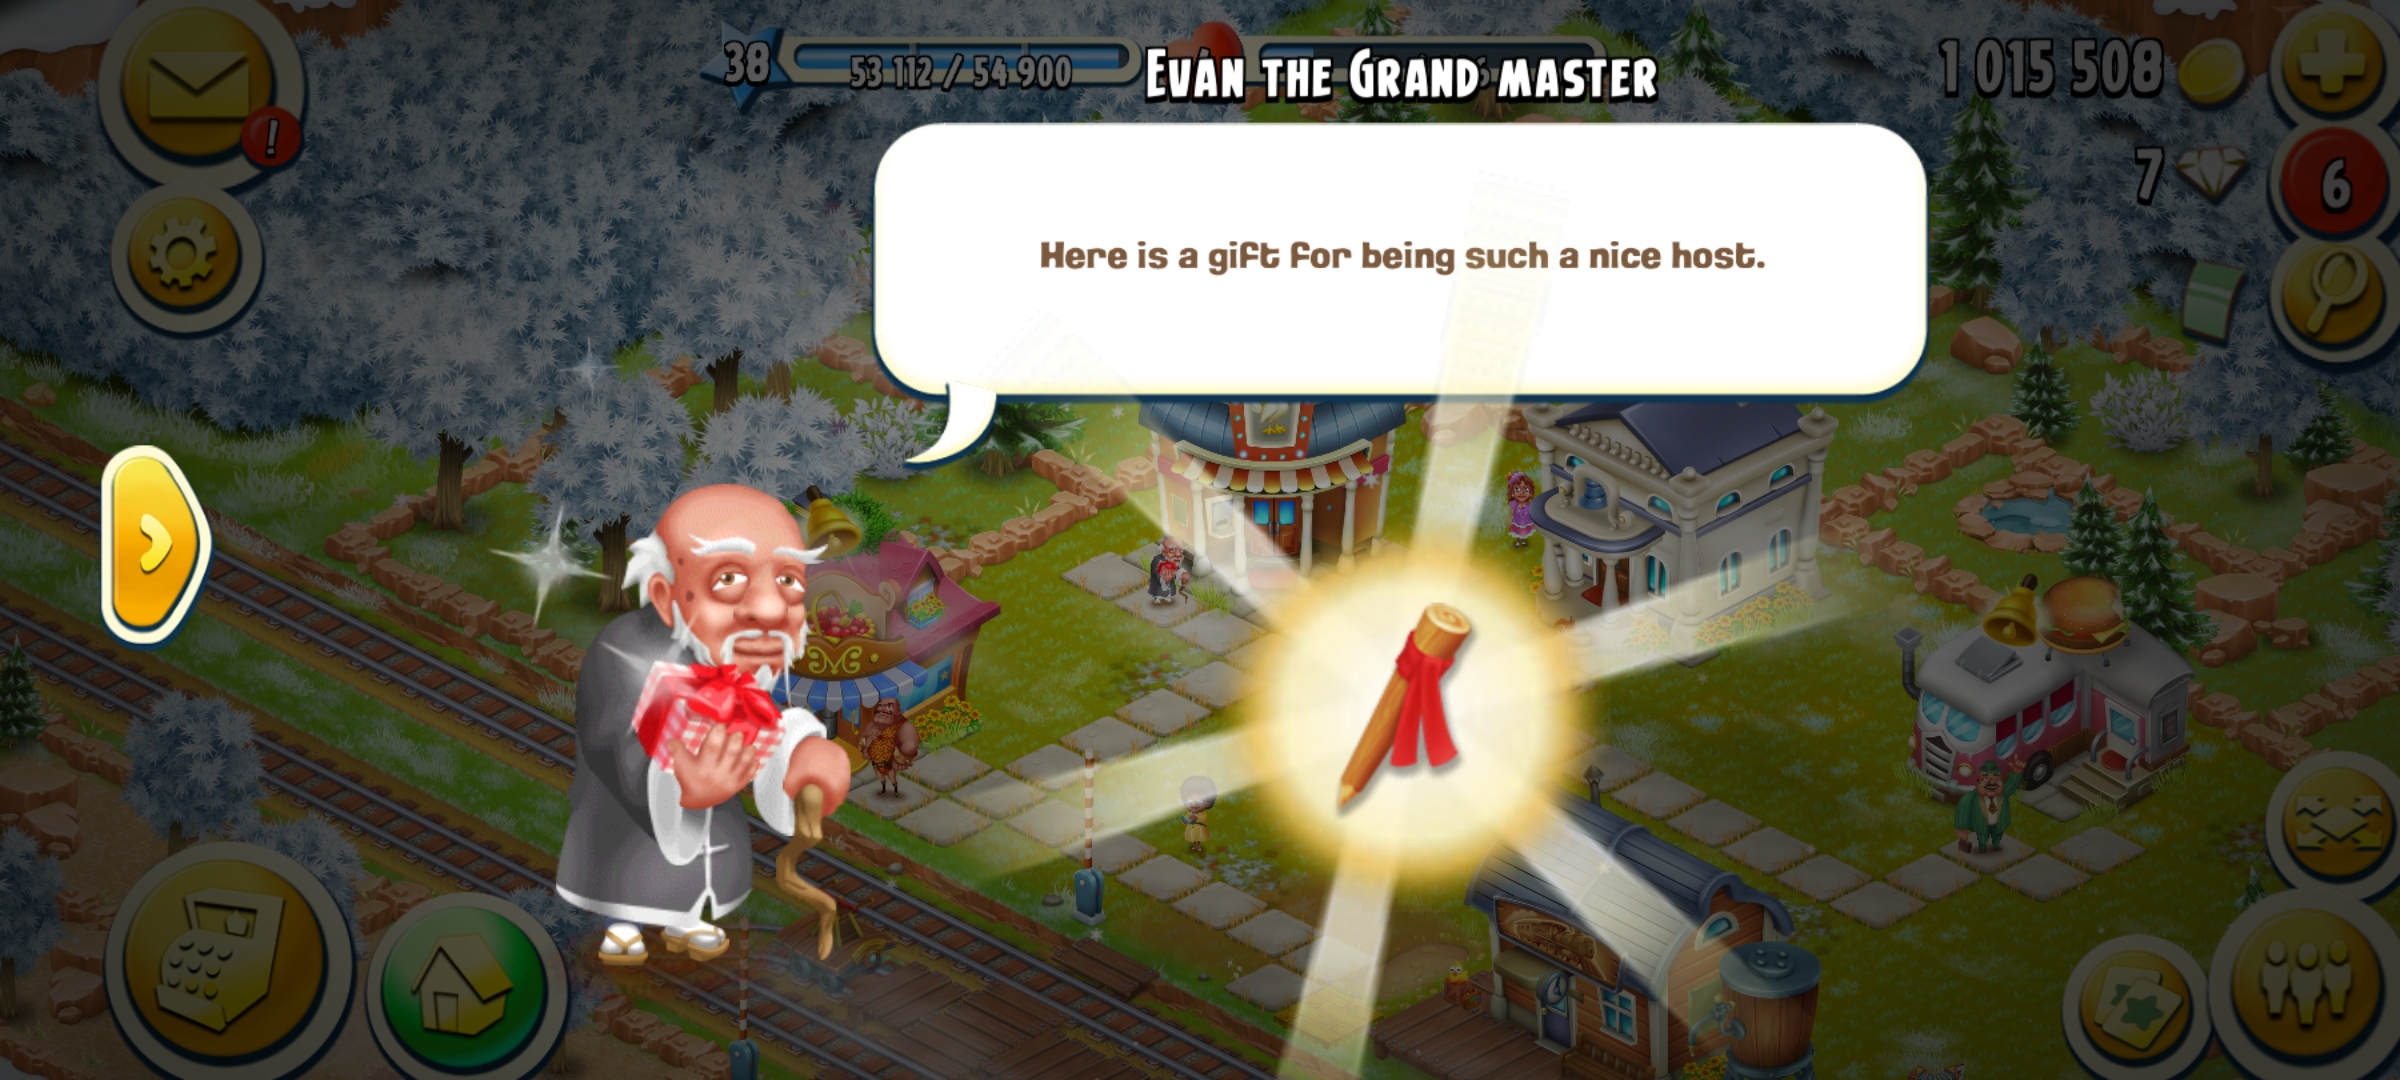 38
53 112 / 54 900
Evan the Grand master
1 015 508
7
6
!
Here is a gift for being such a nice host.